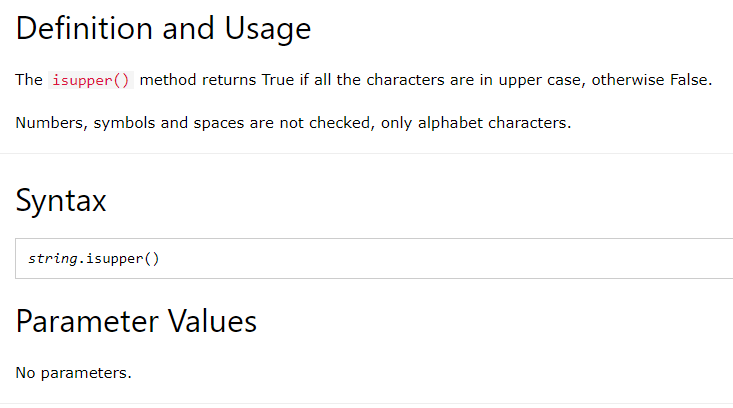 Definition and Usage
The isupper() method returns True if all the characters are in upper case, otherwise False.
Numbers, symbols and spaces are not checked, only alphabet characters.
Syntax
string.isupper()
Parameter Values
No parameters.